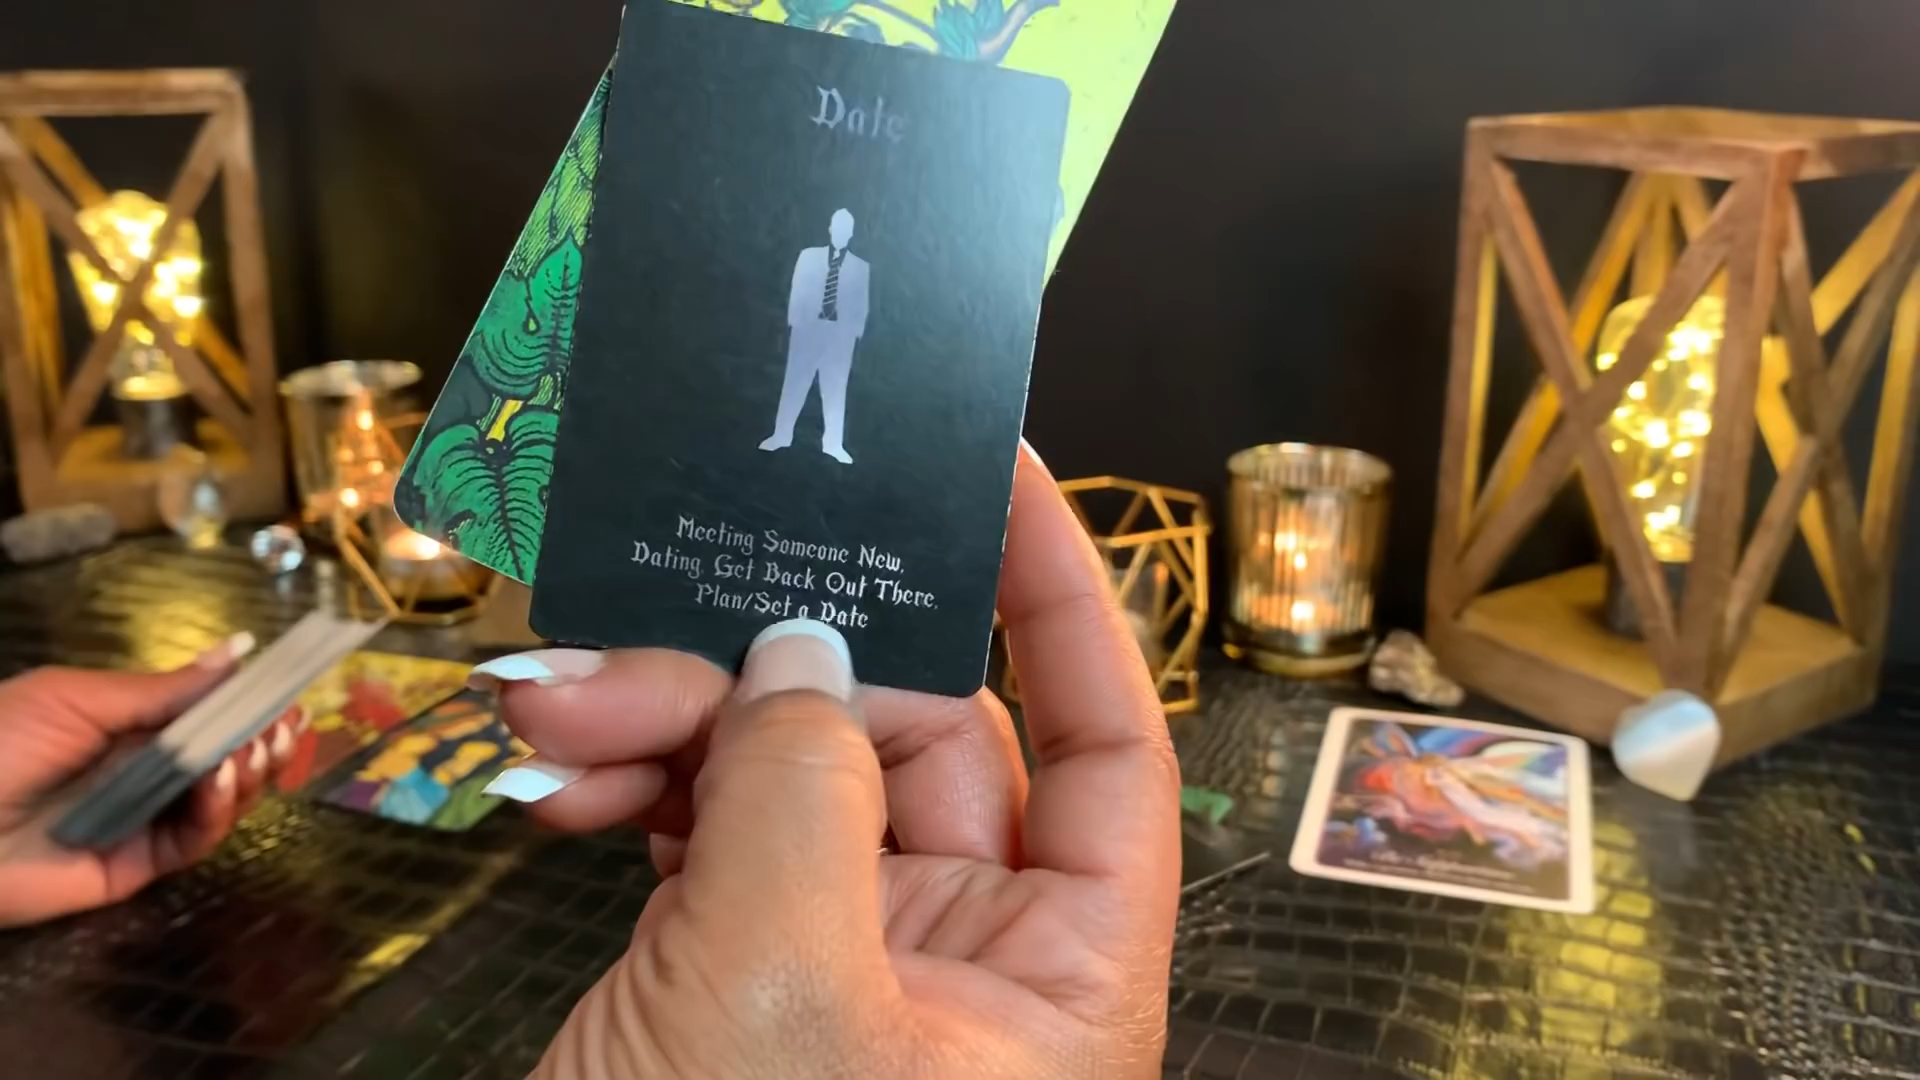 Date
Meeting Someone New,
Dating, Get Back Out There,
Plan/Set a Date